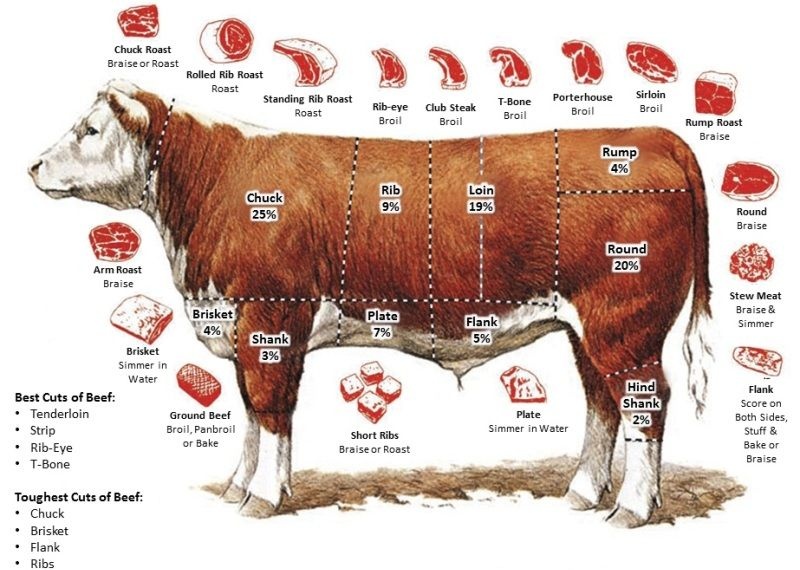 Chuck Roast
Braise or Roast
Rolled Rib Roast
Roast
Standing Rib Roast
Roast
Rib-eye
Broil
Club Steak
Broil
T-Bone
Broil
Porterhouse
Broil
Sirloin
Broil
Rump Roast
Braise
Chuck
25%
Rib
9%
Loin
19%
Rump
4%
Round
20%
Round
Braise
Arm Roast
Braise
Stew Meat
Braise &
Simmer
Brisket
4%
Shank
3%
Plate
7%
Flank
5%
Brisket
Simmer in
Water
Hind
Shank
2%
Flank
Score on
Both Sides,
Stuff &
Bake or
Braise
Ground Beef
Broil, Panbroil
or Bake
Short Ribs
Braise or Roast
Plate
Simmer in Water
Best Cuts of Beef:
• Tenderloin
• Strip
• Rib-Eye
• T-Bone
Toughest Cuts of Beef:
• Chuck
• Brisket
• Flank
• Ribs